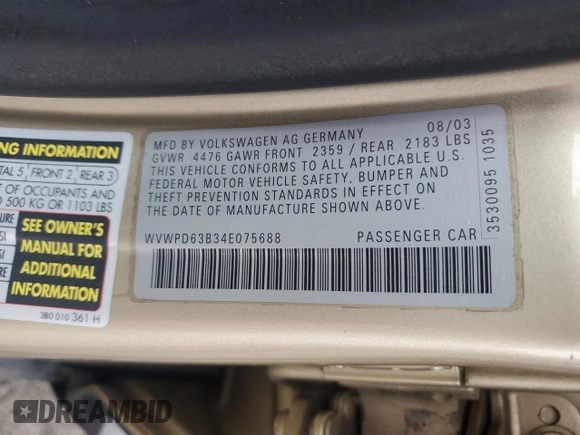 MFD BY VOLKSWAGEN AG GERMANY 08/03
GVWR 4476 GAWR FRONT 2359 / REAR 2183 LBS
THIS VEHICLE CONFORMS TO ALL APPLICABLE U.S.
FEDERAL MOTOR VEHICLE SAFETY, BUMPER AND
THEFT PREVENTION STANDARDS IN EFFECT ON
THE DATE OF MANUFACTURE SHOWN ABOVE.
WVWPD63B34E075688 PASSENGER CAR
3530095 1035
NG INFORMATION
TAL 5 FRONT 2 REAR 3
T OF OCCUPANTS AND
D 500 KG OR 1103 LBS
SEE OWNER'S
MANUAL FOR
ADDITIONAL
INFORMATION
SI
SI
URE
3B0 010 361 H
DREAMBID